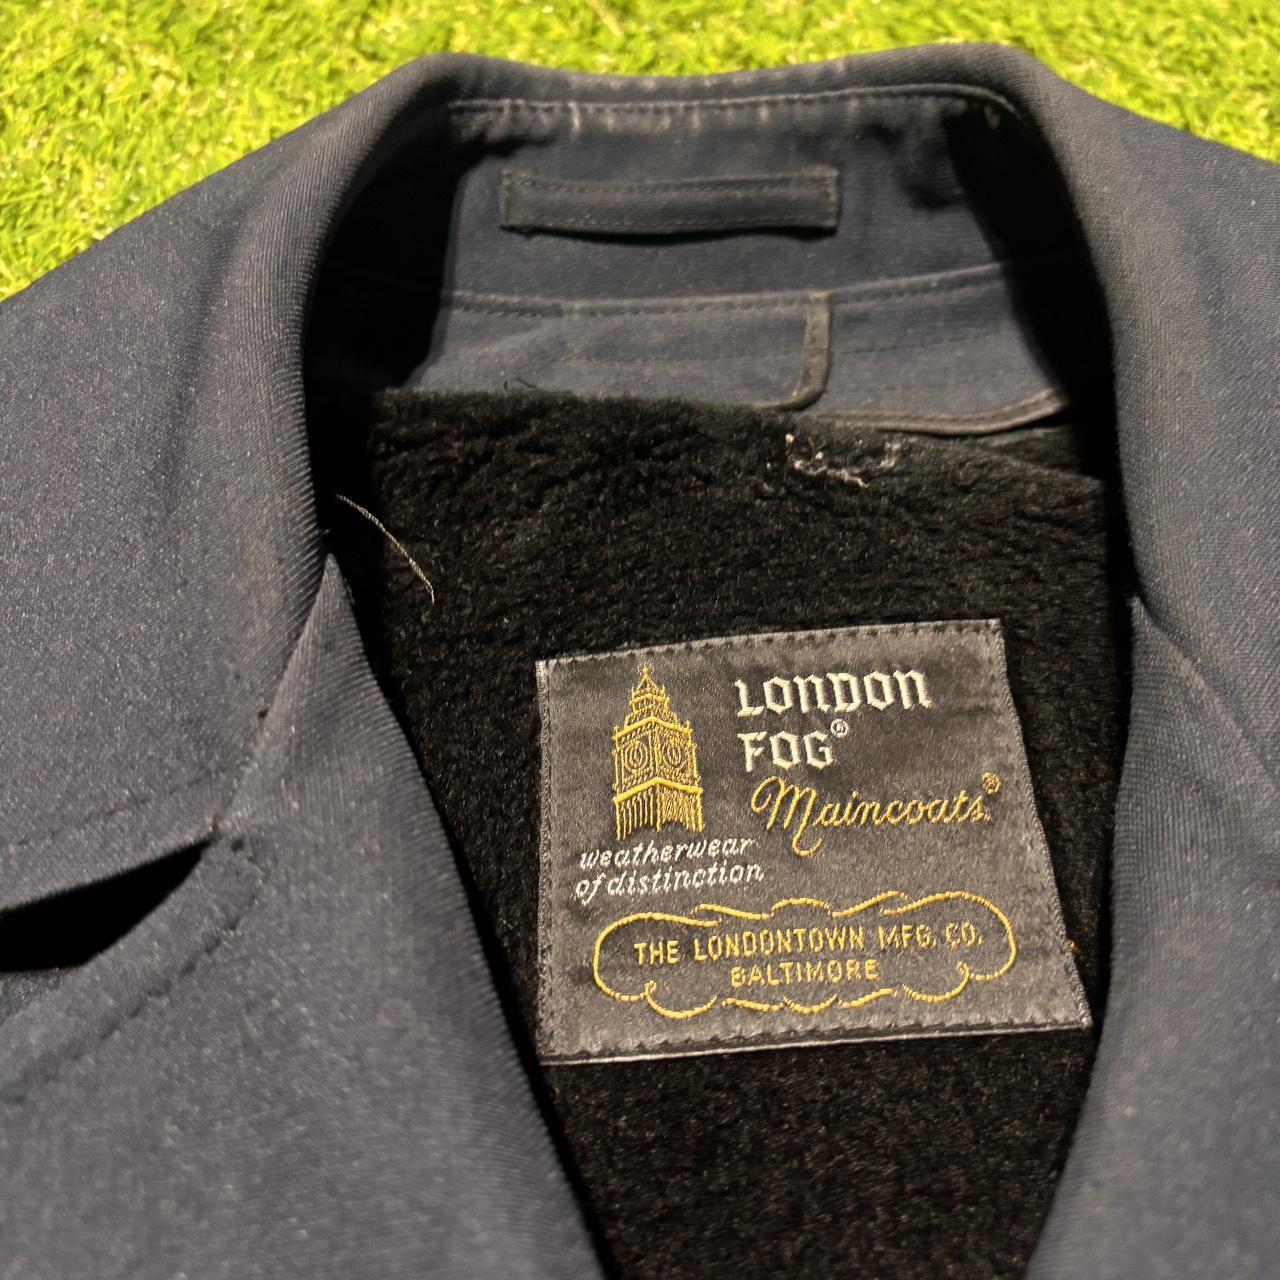 LONDON
FOG®
Maincoats®
weatherwear
of distinction
THE LONDONTOWN MFG. CO.
BALTIMORE